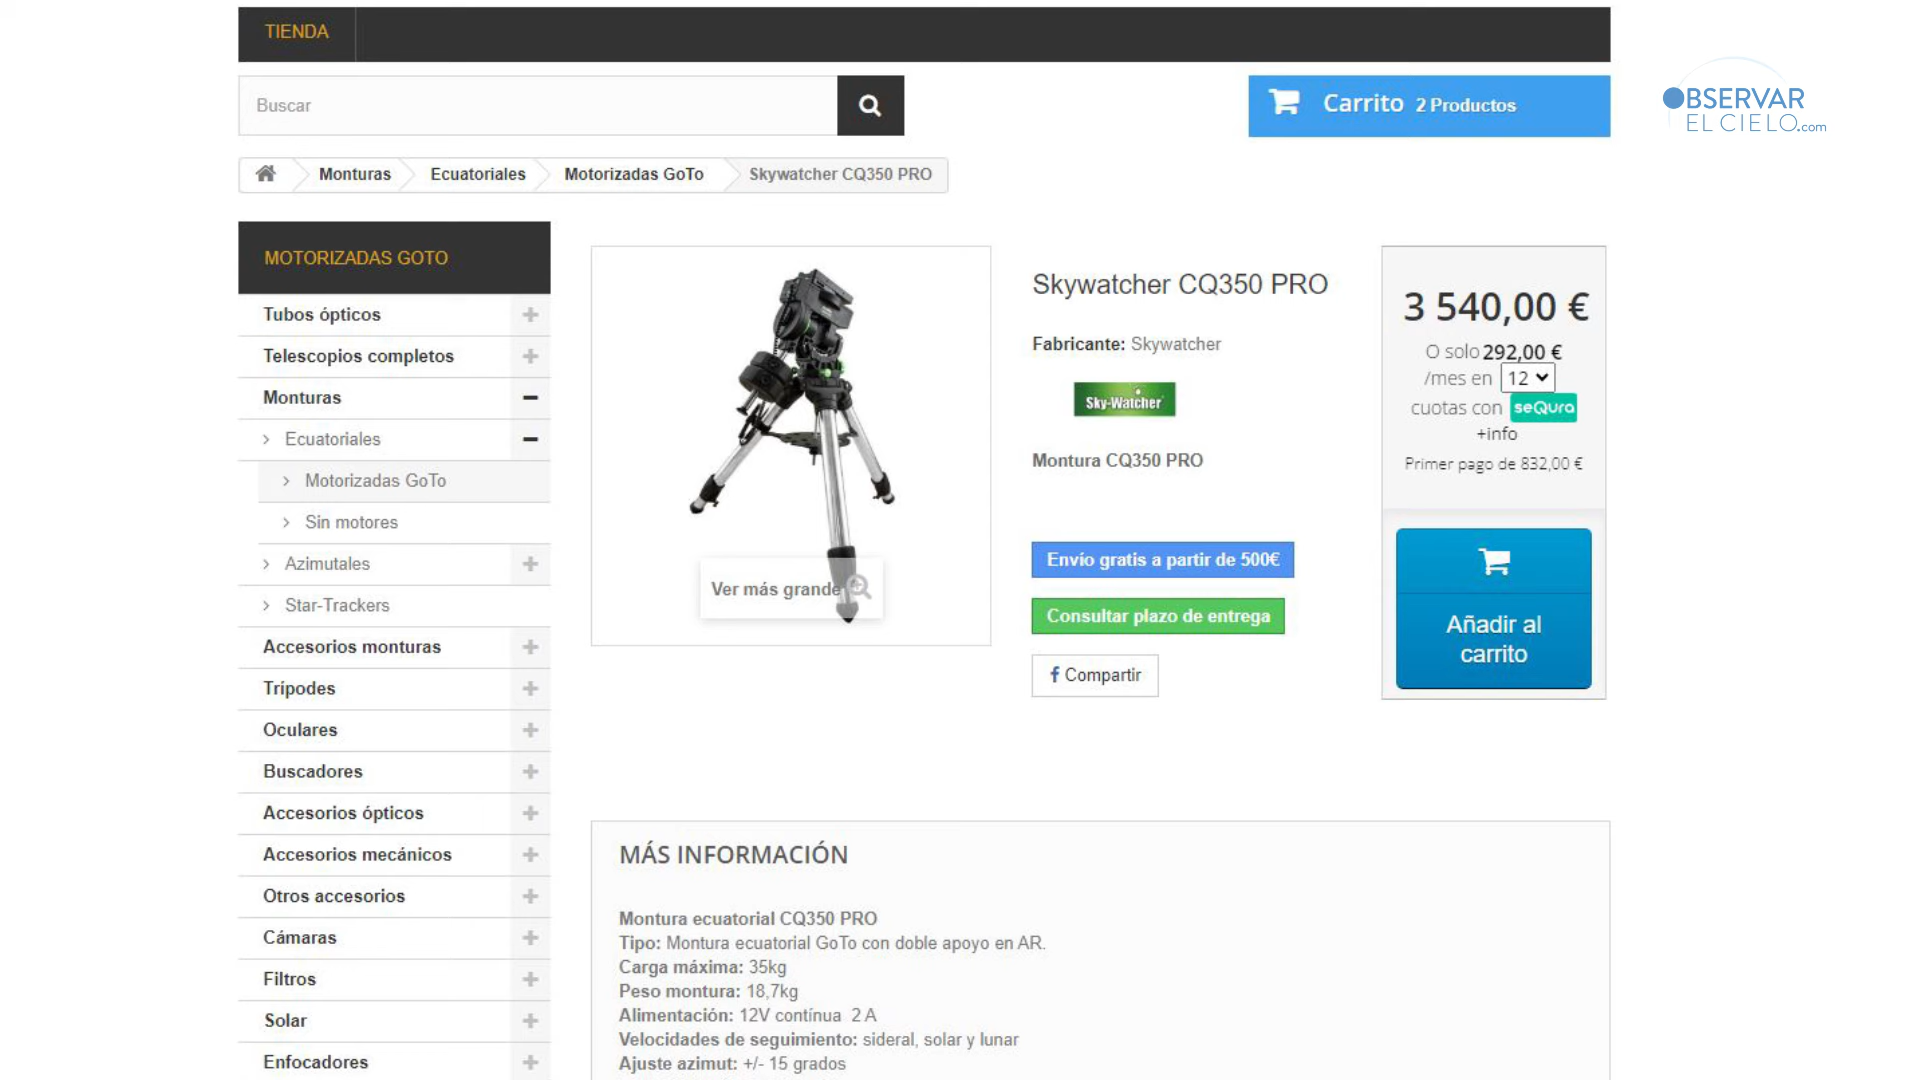 TIENDA
Buscar
Carrito 2 Productos
OBSERVAR
EL CIELO.com
Monturas
Ecuatoriales
Motorizadas GoTo
Skywatcher CQ350 PRO
MOTORIZADAS GOTO
Tubos ópticos
Telescopios completos
Monturas
Ecuatoriales
Motorizadas GoTo
Sin motores
Azimutales
Star-Trackers
Accesorios monturas
Trípodes
Oculares
Buscadores
Accesorios ópticos
Accesorios mecánicos
Otros accesorios
Cámaras
Filtros
Solar
Enfocadores
Ver más grande
Skywatcher CQ350 PRO
Fabricante: Skywatcher
Sky-Watcher
Montura CQ350 PRO
Envío gratis a partir de 500€
Consultar plazo de entrega
Compartir
3 540,00 €
O solo 292,00 €
/mes en 12
cuotas con seQura
+info
Primer pago de 832,00 €
Añadir al
carrito
MÁS INFORMACIÓN
Montura ecuatorial CQ350 PRO
Tipo: Montura ecuatorial GoTo con doble apoyo en AR.
Carga máxima: 35kg
Peso montura: 18,7kg
Alimentación: 12V contínua 2 A
Velocidades de seguimiento: sideral, solar y lunar
Ajuste azimut: +/- 15 grados